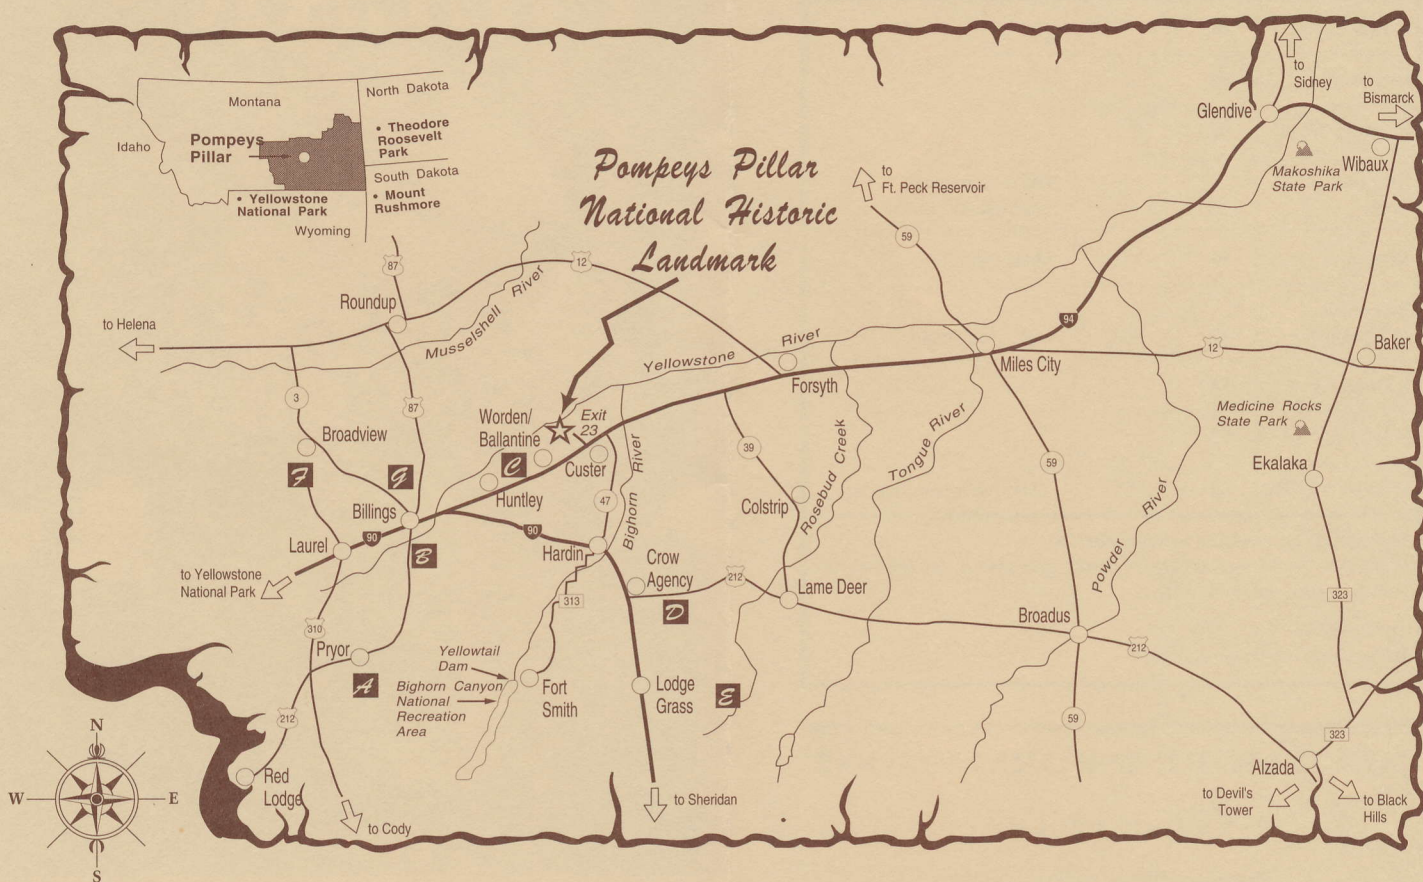 Montana
North Dakota
Idaho
Pompeys
Pillar
• Theodore
Roosevelt
Park
South Dakota
• Yellowstone
National Park
• Mount
Rushmore
Wyoming
Pompeys Pillar
National Historic
Landmark
to
Sidney
to
Bismarck
Glendive
Wibaux
Makoshika
State Park
to
Ft. Peck Reservoir
59
87
12
Roundup
Musselshell River
to Helena
94
Yellowstone River
Miles City
12
Baker
Forsyth
3
87
Broadview
Worden/
Ballantine
Exit
23
Medicine Rocks
State Park
F
G
C
Custer
Huntley
39
59
Ekalaka
47
Bighorn River
Colstrip
Rosebud Creek
Tongue River
Powder River
Billings
90
90
Laurel
B
Hardin
Crow
Agency
212
Lame Deer
to Yellowstone
National Park
313
D
323
Broadus
310
Pryor
212
Yellowtail
Dam
A
Bighorn Canyon
National
Recreation
Area
Fort
Smith
Lodge
Grass
E
212
59
323
Red
Lodge
Alzada
N
W
E
S
to Cody
to Sheridan
to Devil's
Tower
to Black
Hills